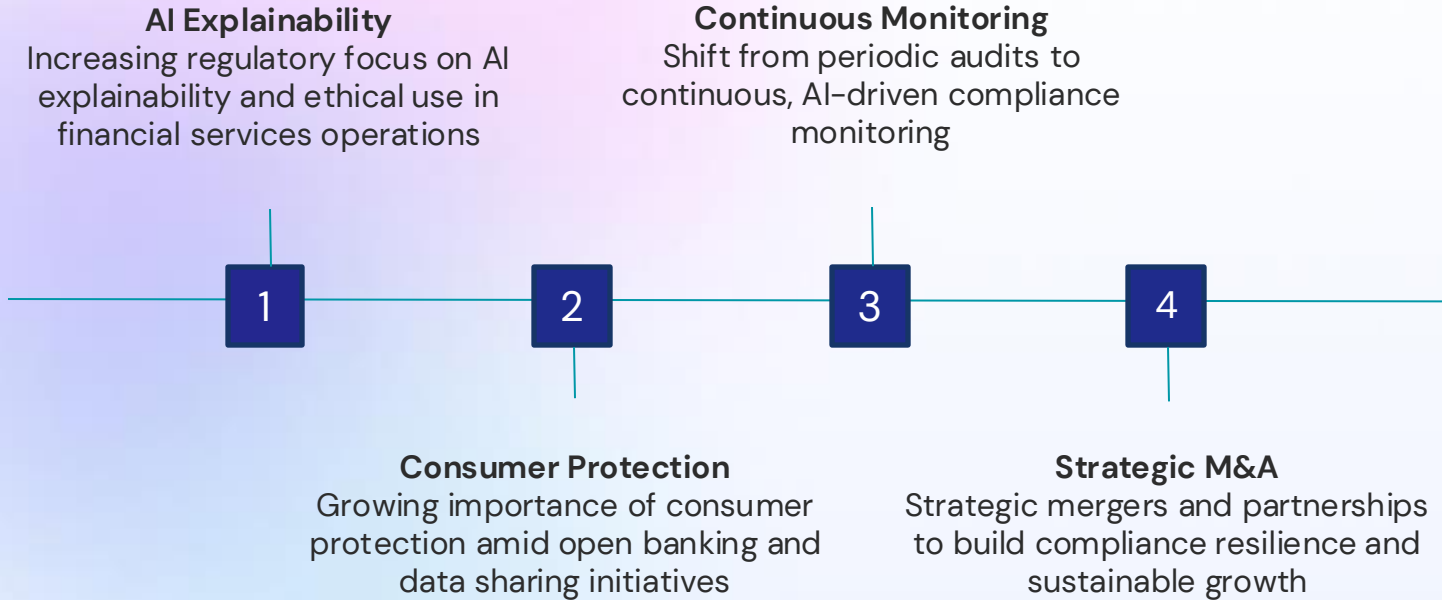 AI Explainability
Increasing regulatory focus on AI
explainability and ethical use in
financial services operations
Continuous Monitoring
Shift from periodic audits to
continuous, AI-driven compliance
monitoring
1
2
3
4
Consumer Protection
Growing importance of consumer
protection amid open banking and
data sharing initiatives
Strategic M&A
Strategic mergers and partnerships
to build compliance resilience and
sustainable growth